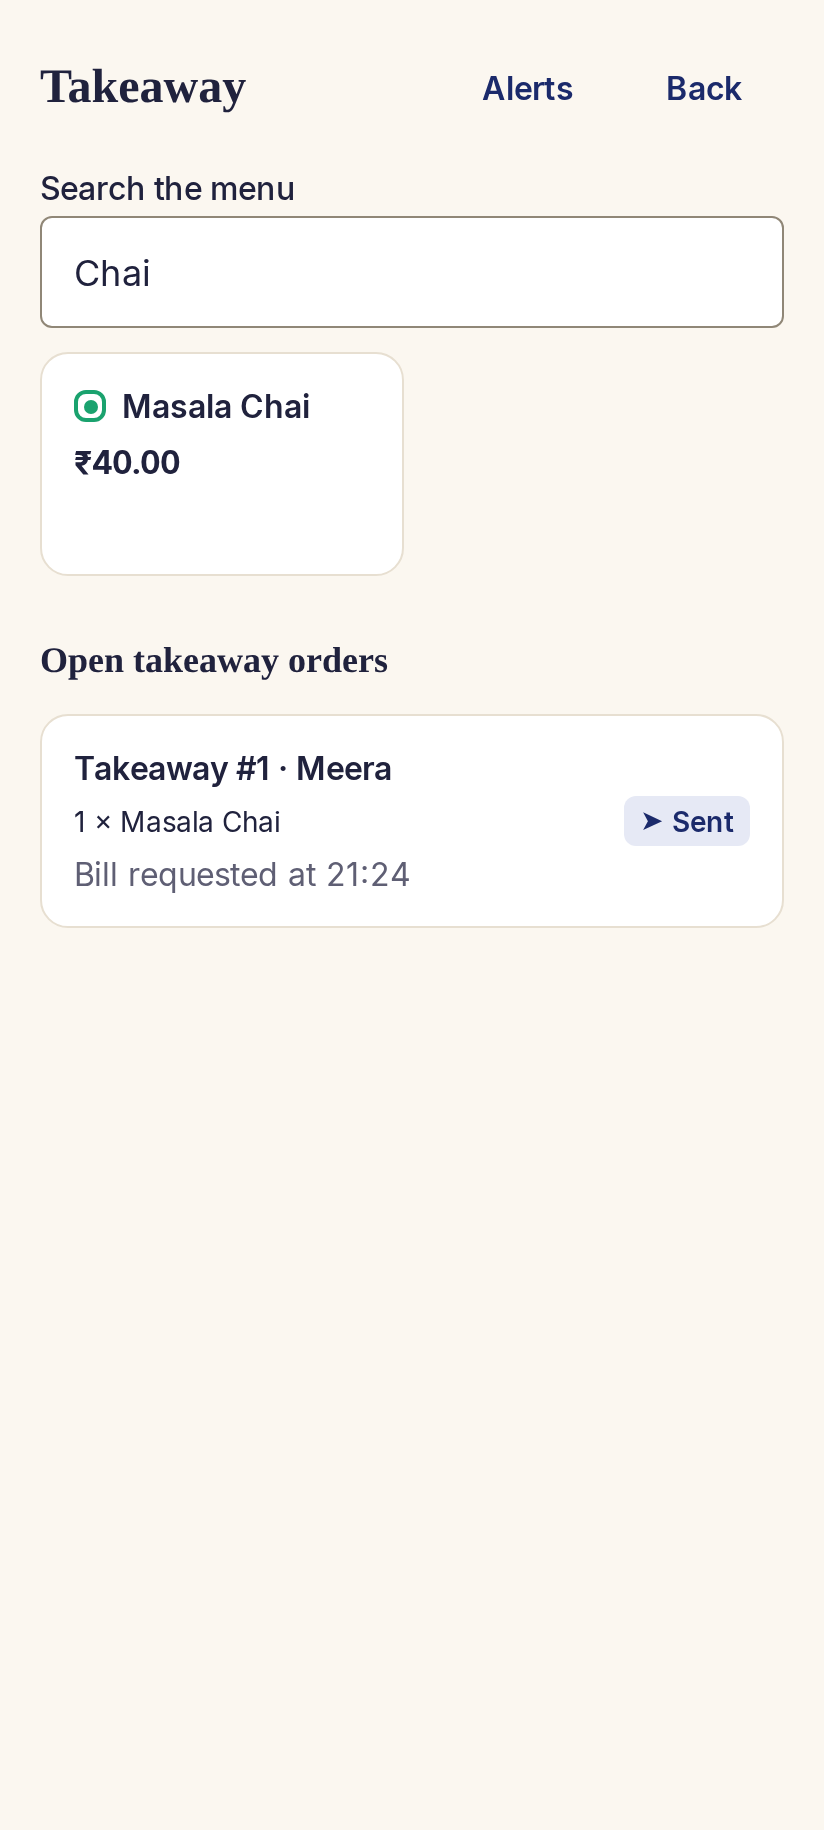 Takeaway
Alerts
Back
Search the menu
Chai
Masala Chai
₹40.00
Open takeaway orders
Takeaway #1 · Meera
1 × Masala Chai
➤ Sent
Bill requested at 21:24